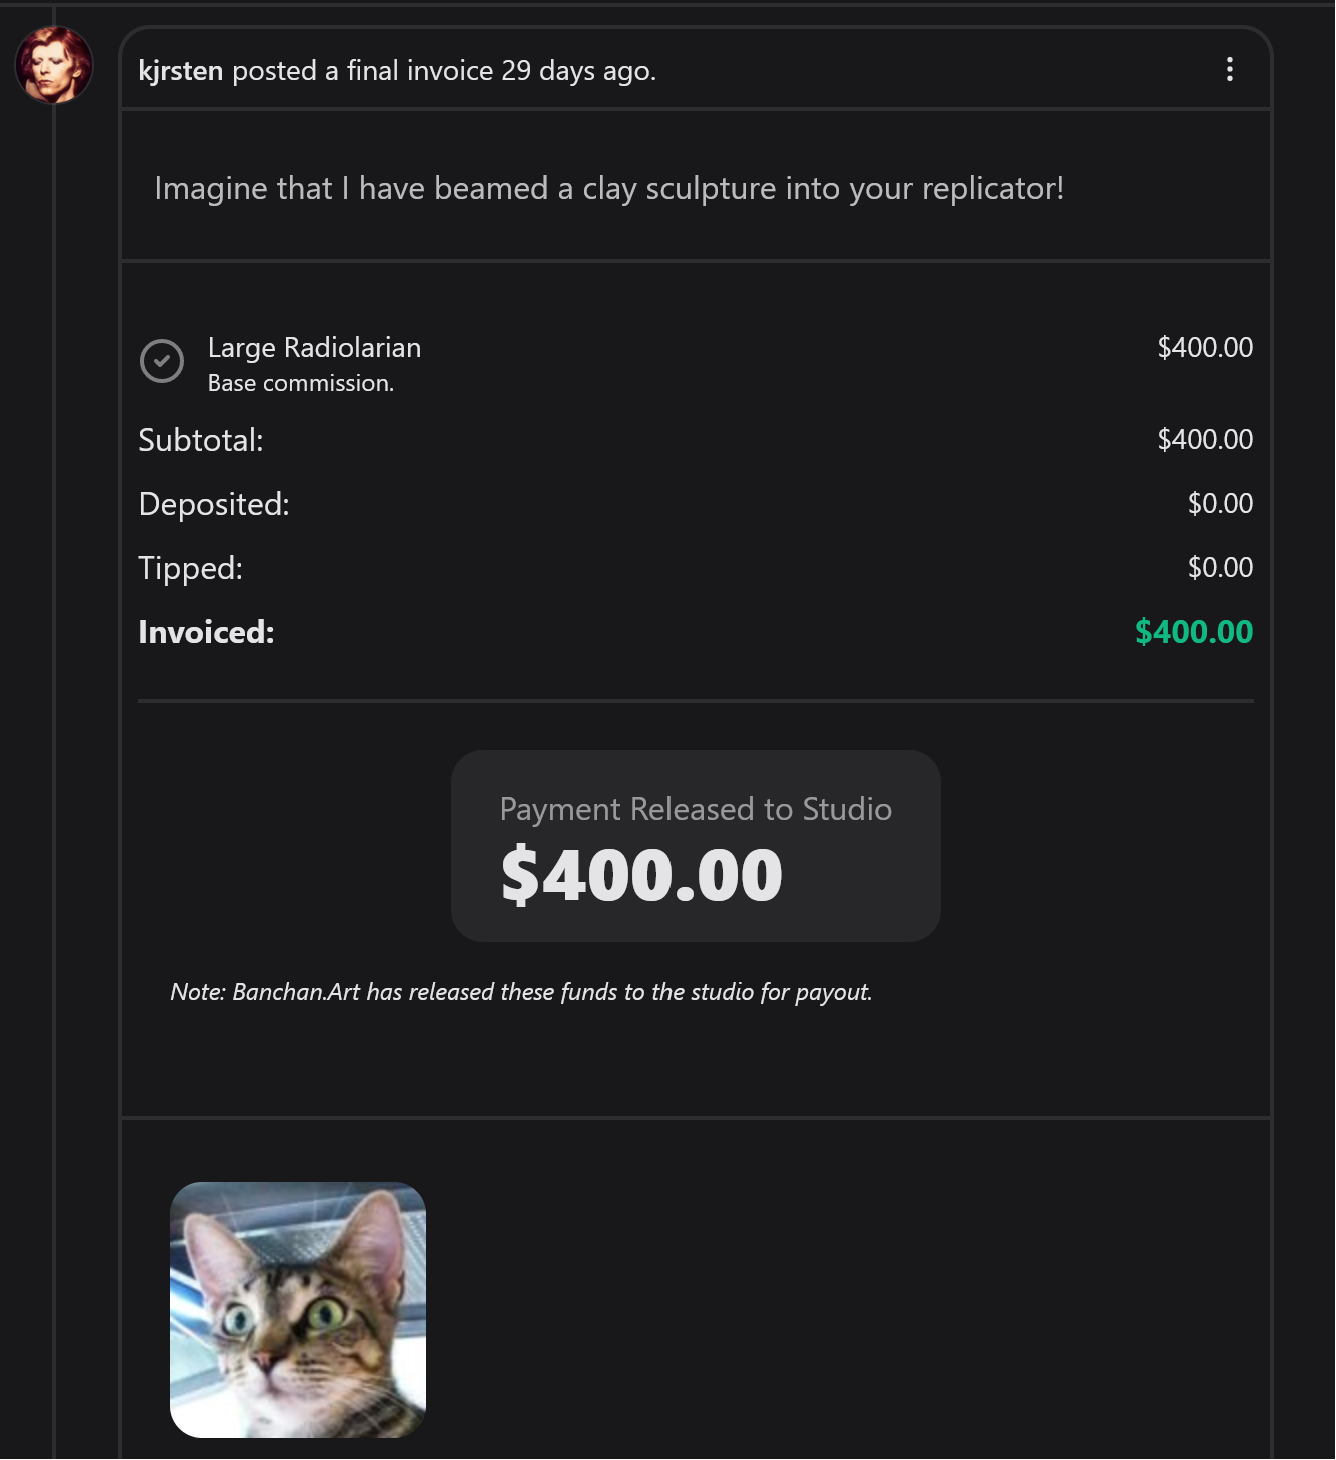 kjrsten posted a final invoice 29 days ago.
Imagine that I have beamed a clay sculpture into your replicator!
Large Radiolarian $400.00
Base commission.
Subtotal: $400.00
Deposited: $0.00
Tipped: $0.00
Invoiced: $400.00
Payment Released to Studio
$400.00
Note: Banchan.Art has released these funds to the studio for payout.